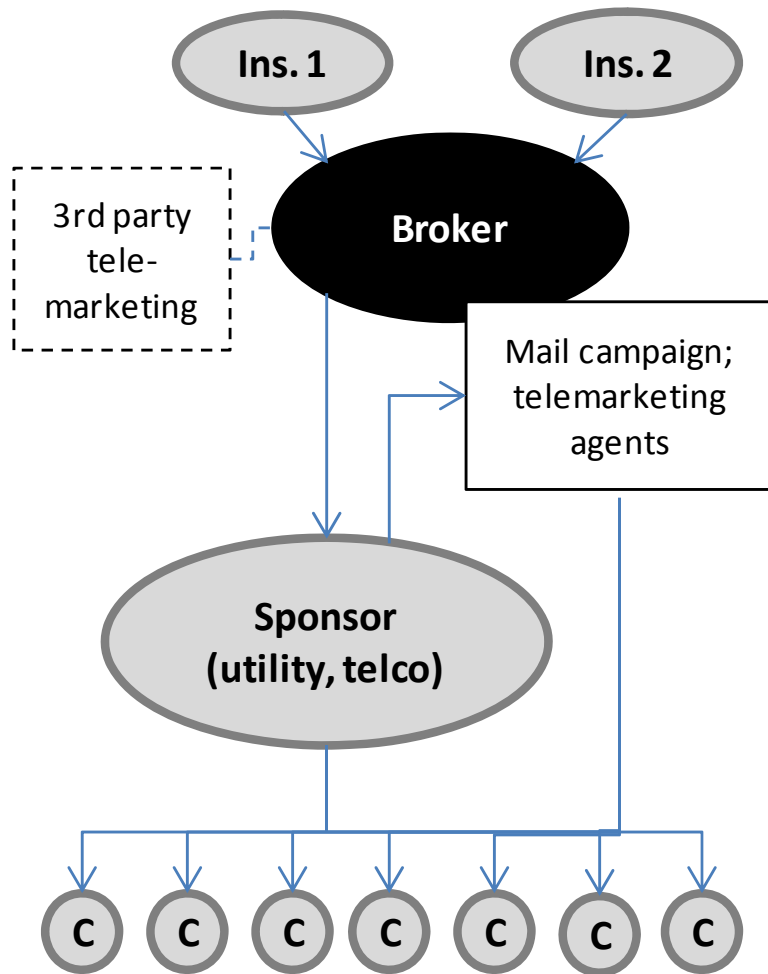 Ins. 1
Ins. 2
3rd party
tele-
marketing
Broker
Mail campaign;
telemarketing
agents
Sponsor
(utility, telco)
C
C
C
C
C
C
C